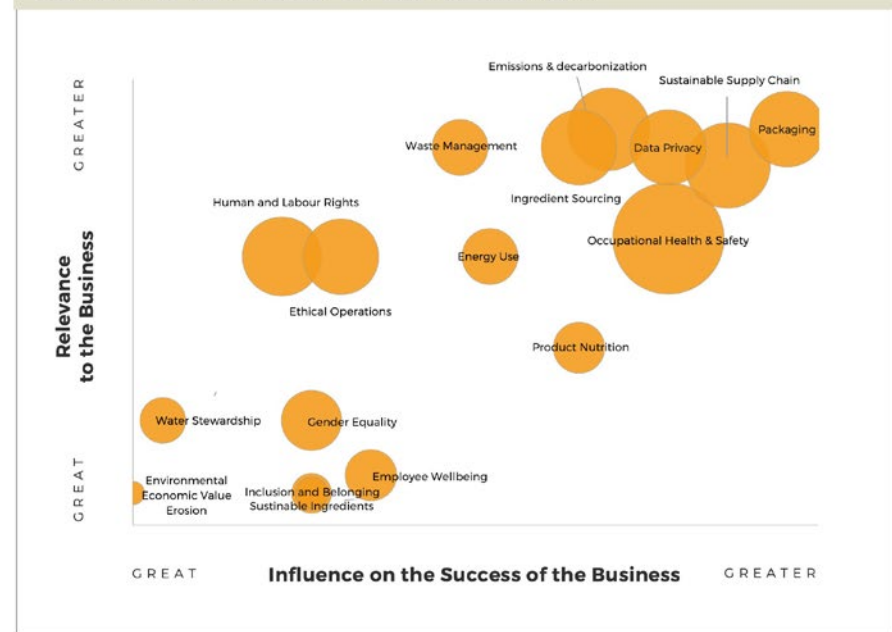 Emissions & decarbonization
Sustainable Supply Chain
GREATER
Packaging
Waste Management
Data Privacy
Ingredient Sourcing
Human and Labour Rights
Occupational Health & Safety
Energy Use
Relevance
to the Business
Ethical Operations
Product Nutrition
Water Stewardship
Gender Equality
GREAT
Environmental
Economic Value
Erosion
Employee Wellbeing
Inclusion and Belonging
Sustinable Ingredients
GREAT
Influence on the Success of the Business
GREATER